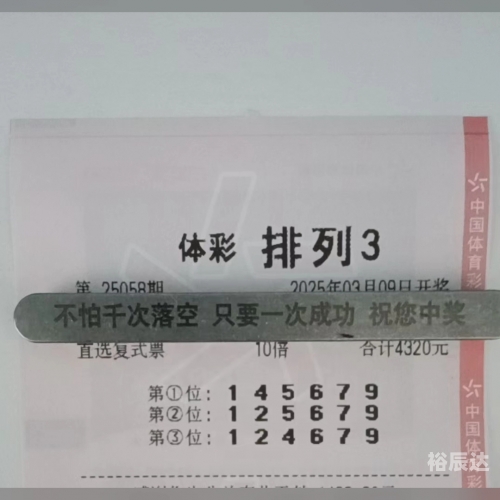 体彩 排列3
第 25058期 2025年03月09日开奖
不怕千次落空 只要一次成功 祝您中奖
直选复式票 10倍 合计4320元
第①位: 1 4 5 6 7 9
第②位: 1 2 5 6 7 9
第③位: 1 2 4 6 7 9
中国体育彩
中国体
裕辰达